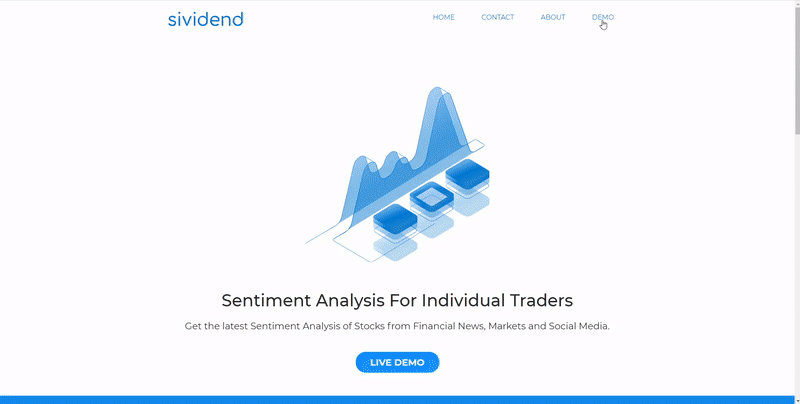 sividend
HOME CONTACT ABOUT DEMO
Sentiment Analysis For Individual Traders
Get the latest Sentiment Analysis of Stocks from Financial News, Markets and Social Media.
LIVE DEMO